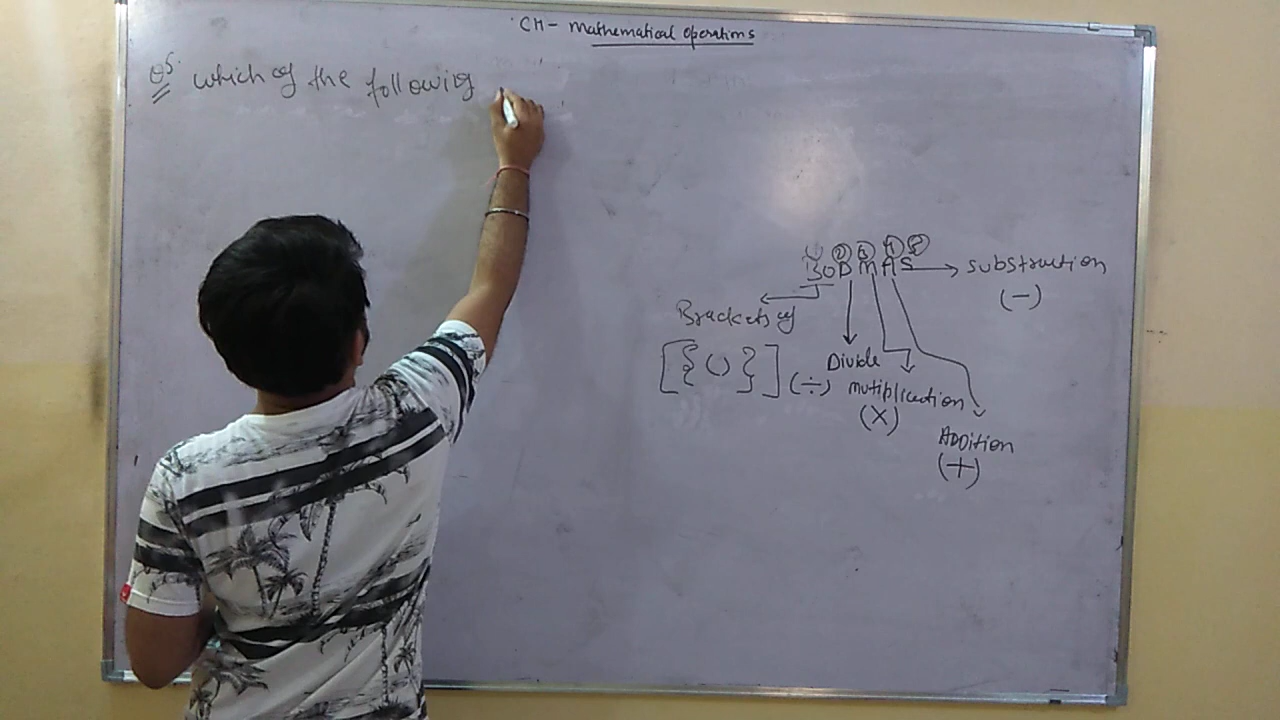 CH- Mathematical Operations
Q5. which of the following
BODMAS
substruction
(-)
Brackets of
[{()}]
Divide
(÷)
mutiplication
(X)
Addition
(+)